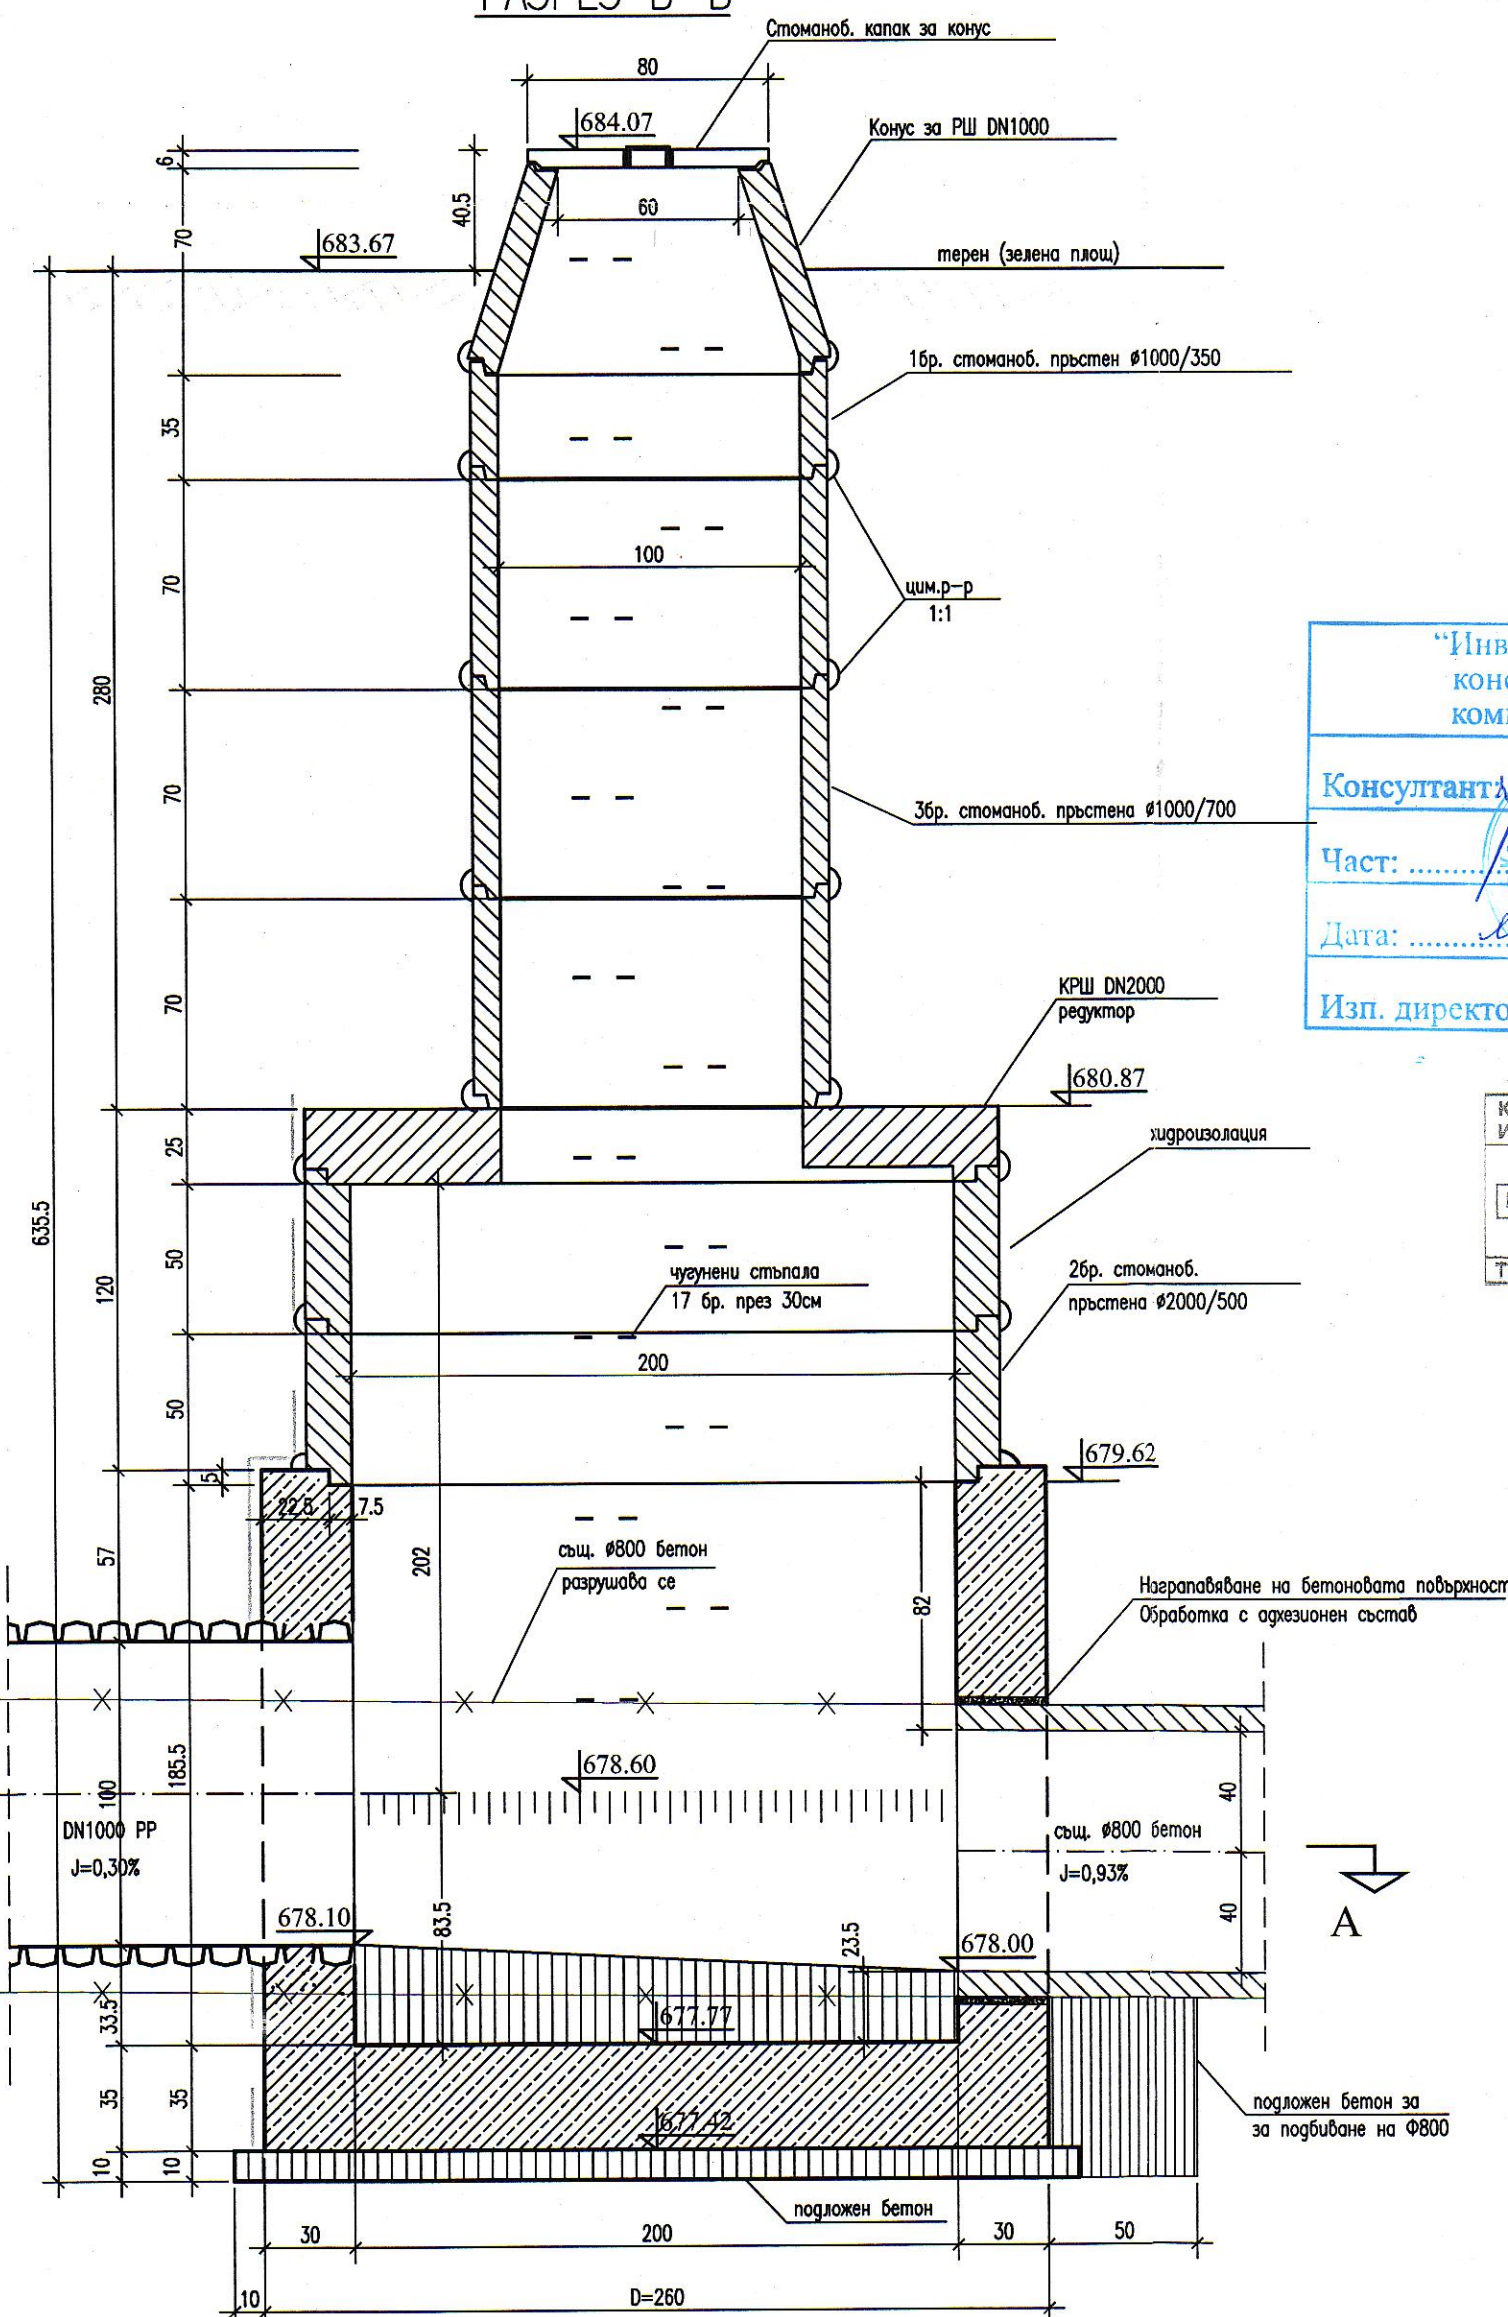 Стоманоб. капак за конус
80
684.07
Конус за РШ DN1000
6
40.5
60
70
683.67
терен (зелена площ)
1бр. стоманоб. пръстен ø1000/350
35
100
70
цим.р-р
1:1
"Инв
Консултант:
280
70
3бр. стоманоб. пръстена ø1000/700
Част: ..........
Дата: ..........
70
КРШ DN2000
редуктор
Изп. директо
680.87
25
хидроизолация
635.5
50
120
чугунени стъпала
17 бр. през 30см
2бр. стоманоб.
пръстена ø2000/500
200
50
679.62
5
22.5
7.5
57
202
същ. ø800 бетон
разрушава се
82
Награпавяване на бетоновата повърхност
Обработка с адхезионен състав
678.60
185.5
100
40
DN1000 PP
J=0,30%
същ. ø800 бетон
J=0,93%
678.10
83.5
23.5
678.00
40
A
33.5
677.77
35
35
677.42
подложен бетон за
за подбиване на Ф800
10
10
подложен бетон
30
200
30
50
10
D=260